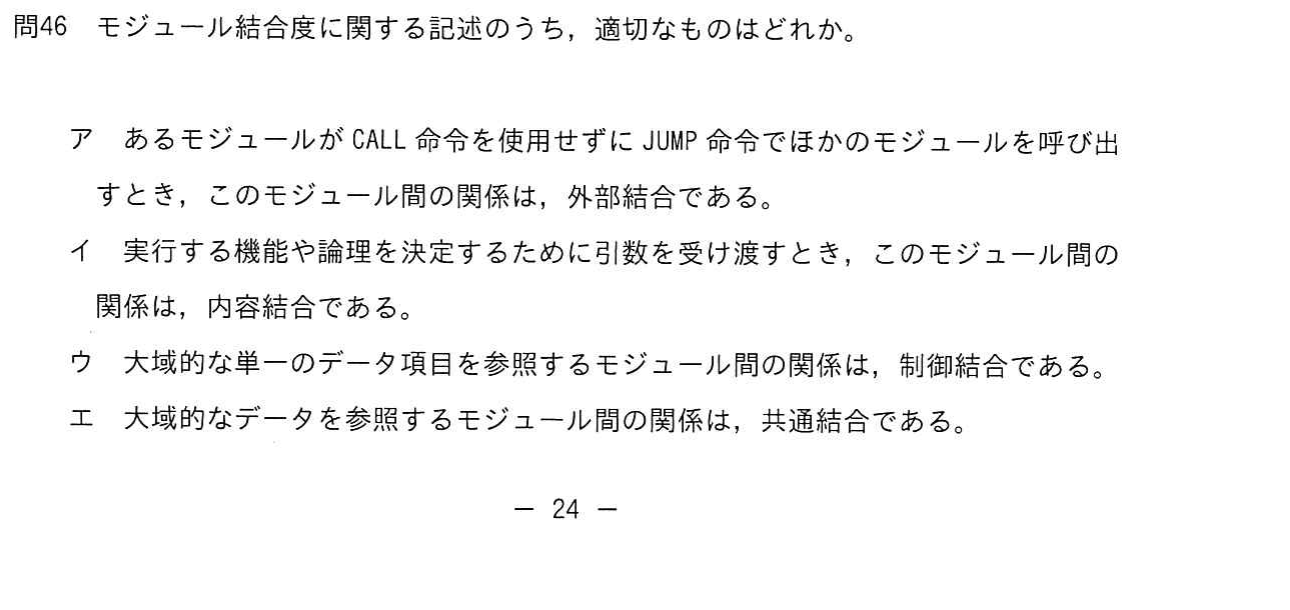 問46 モジュール結合度に関する記述のうち，適切なものはどれか。
ア あるモジュールが CALL 命令を使用せずに JUMP 命令でほかのモジュールを呼び出
すとき，このモジュール間の関係は，外部結合である。
イ 実行する機能や論理を決定するために引数を受け渡すとき，このモジュール間の
関係は，内容結合である。
ウ 大域的な単一のデータ項目を参照するモジュール間の関係は，制御結合である。
エ 大域的なデータを参照するモジュール間の関係は，共通結合である。
－ 24 －